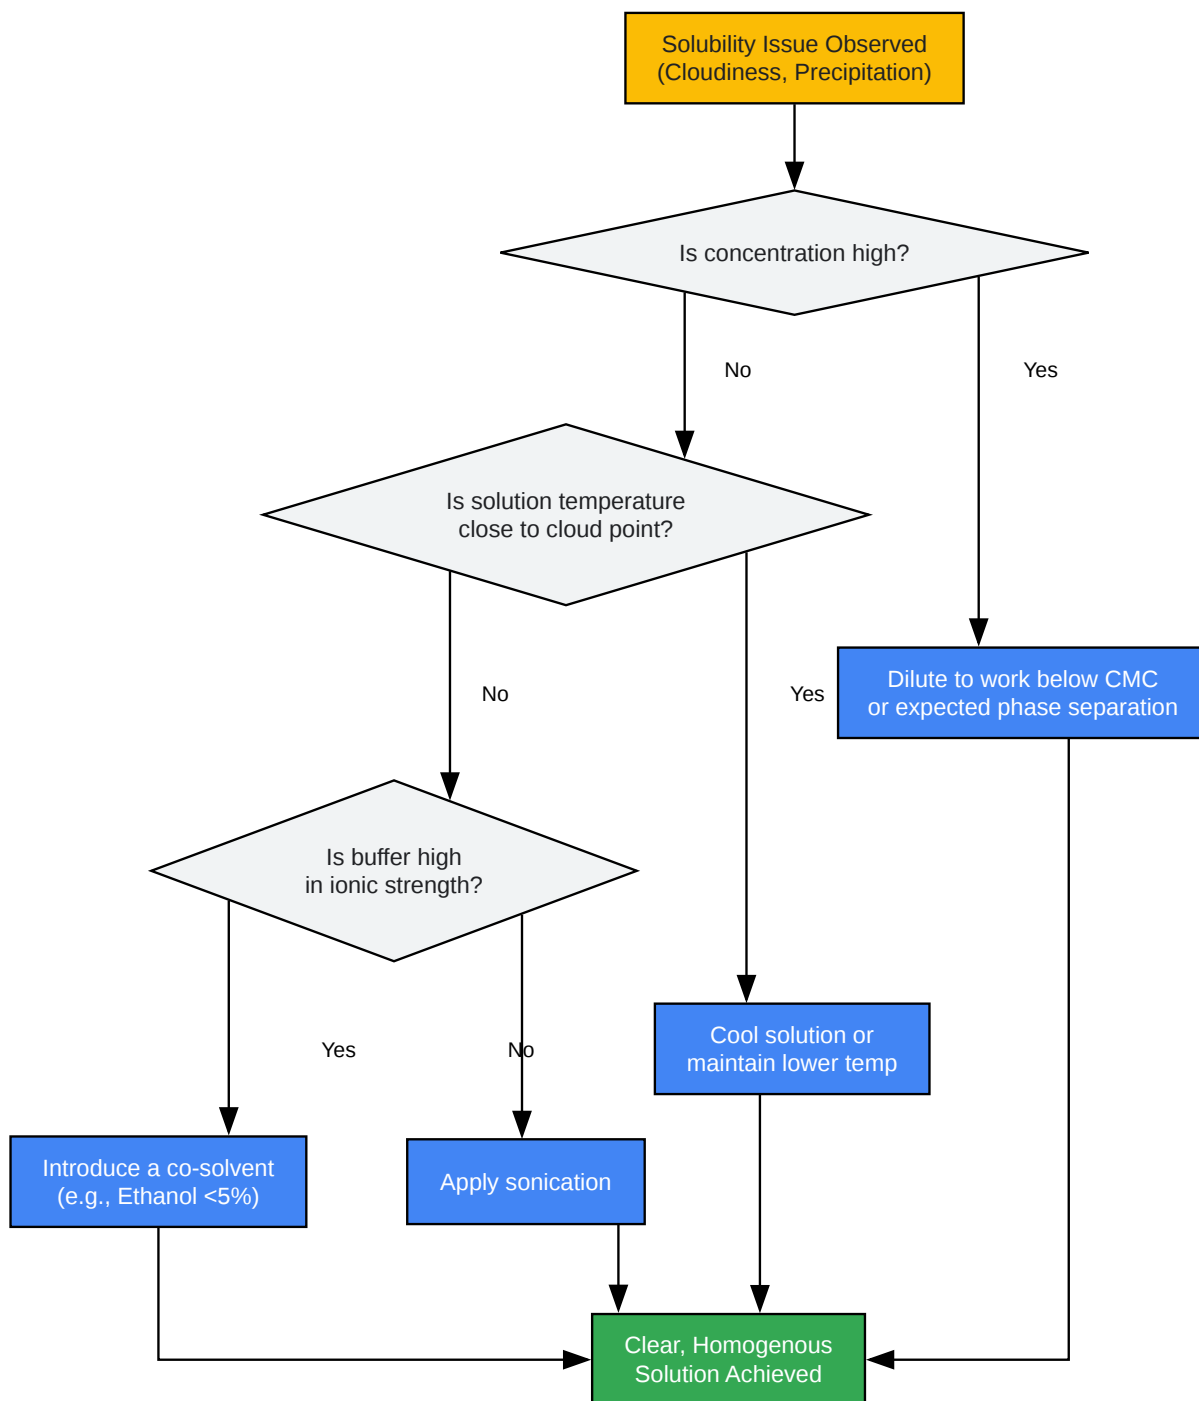 Solubility Issue Observed
(Cloudiness, Precipitation)
Is concentration high?
No
Yes
Is solution temperature
close to cloud point?
No
Yes
Dilute to work below CMC
or expected phase separation
Is buffer high
in ionic strength?
Yes
No
Cool solution or
maintain lower temp
Introduce a co-solvent
(e.g., Ethanol <5%)
Apply sonication
Clear, Homogenous
Solution Achieved